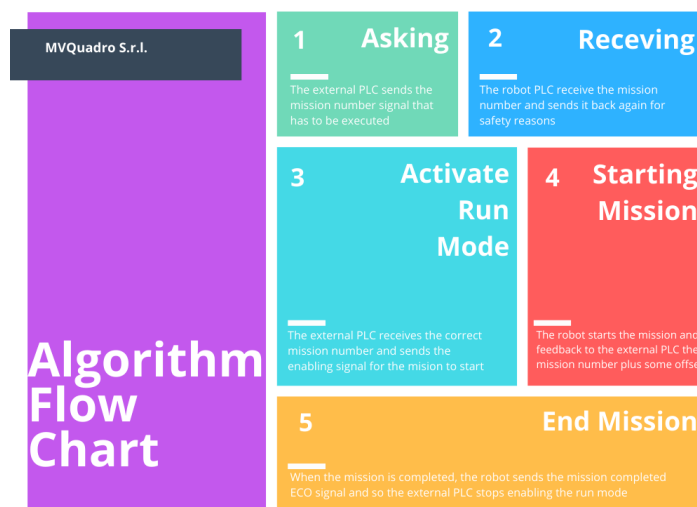 MVQuadro S.r.l.
Algorithm
Flow
Chart
1 Asking
The external PLC sends the
mission number signal that
has to be executed
2 Receving
The robot PLC receive the mission
number and sends it back again for
safety reasons
3 Activate
Run
Mode
The external PLC receives the correct
mission number and sends the
enabling signal for the mision to start
4 Starting
Mission
The robot starts the mission and
feedback to the external PLC the
mission number plus some offse
5 End Mission
When the mission is completed, the robot sends the mission completed
ECO signal and so the external PLC stops enabling the run mode